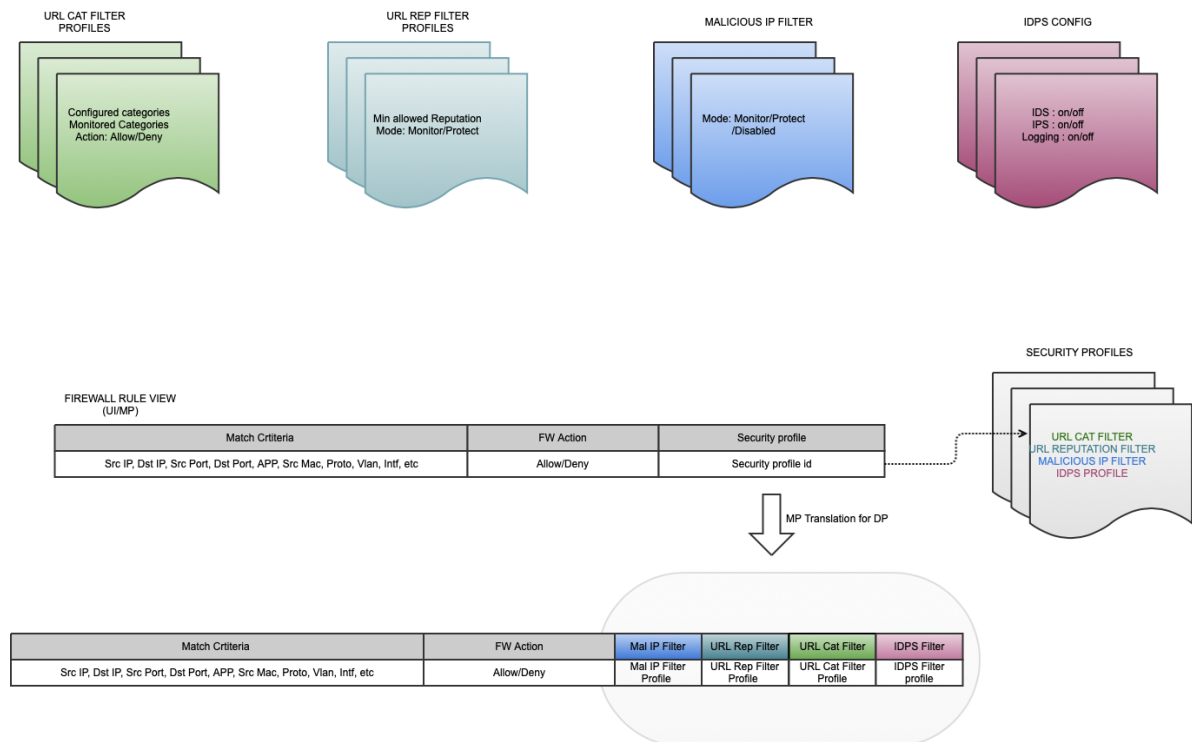 URL CAT FILTER
PROFILES
URL REP FILTER
PROFILES
MALICIOUS IP FILTER
IDPS CONFIG
Configured categories
Monitored Categories
Action: Allow/Deny
Min allowed Reputation
Mode: Monitor/Protect
Mode: Monitor/Protect
/Disabled
IDS : on/off
IPS : on/off
Logging : on/off
SECURITY PROFILES
URL CAT FILTER
URL REPUTATION FILTER
MALICIOUS IP FILTER
IDPS PROFILE
FIREWALL RULE VIEW
(UI/MP)
Match Crtiteria
FW Action
Security profile
Src IP, Dst IP, Src Port, Dst Port, APP, Src Mac, Proto, Vlan, Intf, etc
Allow/Deny
Security profile id
MP Translation for DP
Match Crtiteria
FW Action
Mal IP Filter
URL Rep Filter
URL Cat Filter
IDPS Filter
Src IP, Dst IP, Src Port, Dst Port, APP, Src Mac, Proto, Vlan, Intf, etc
Allow/Deny
Mal IP Filter
Profile
URL Rep Filter
Profile
URL Cat Filter
Profile
IDPS Filter
profile